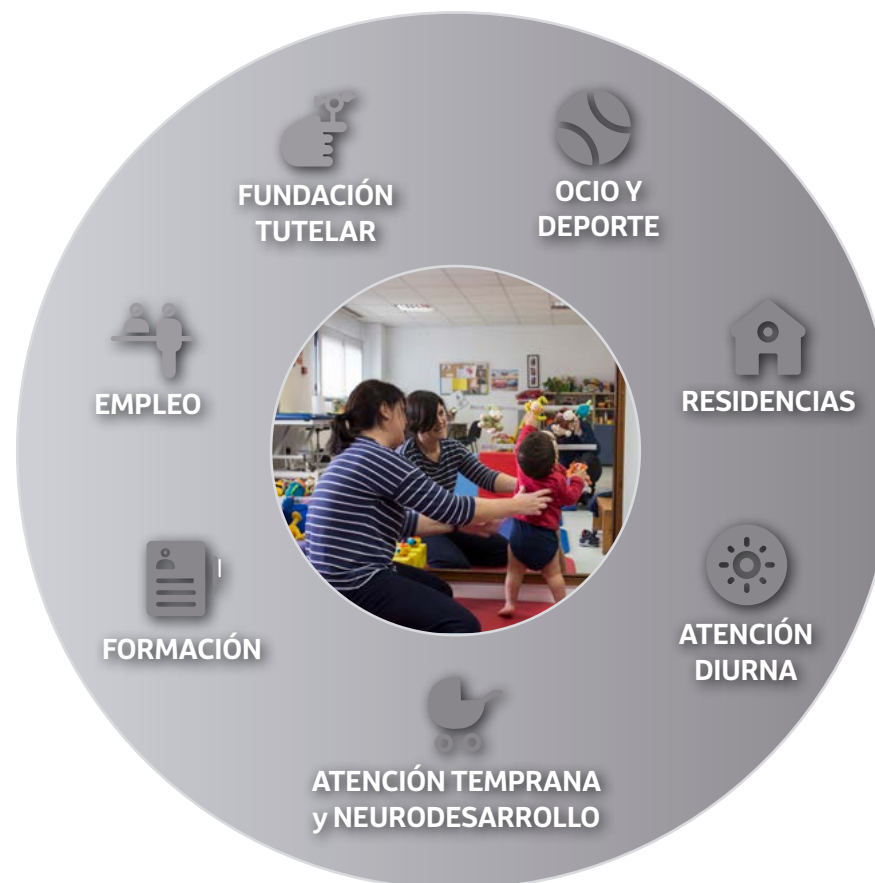 FUNDACIÓN
TUTELAR
OCIO Y
DEPORTE
EMPLEO
RESIDENCIAS
FORMACIÓN
ATENCIÓN
DIURNA
ATENCIÓN TEMPRANA
y NEURODESARROLLO